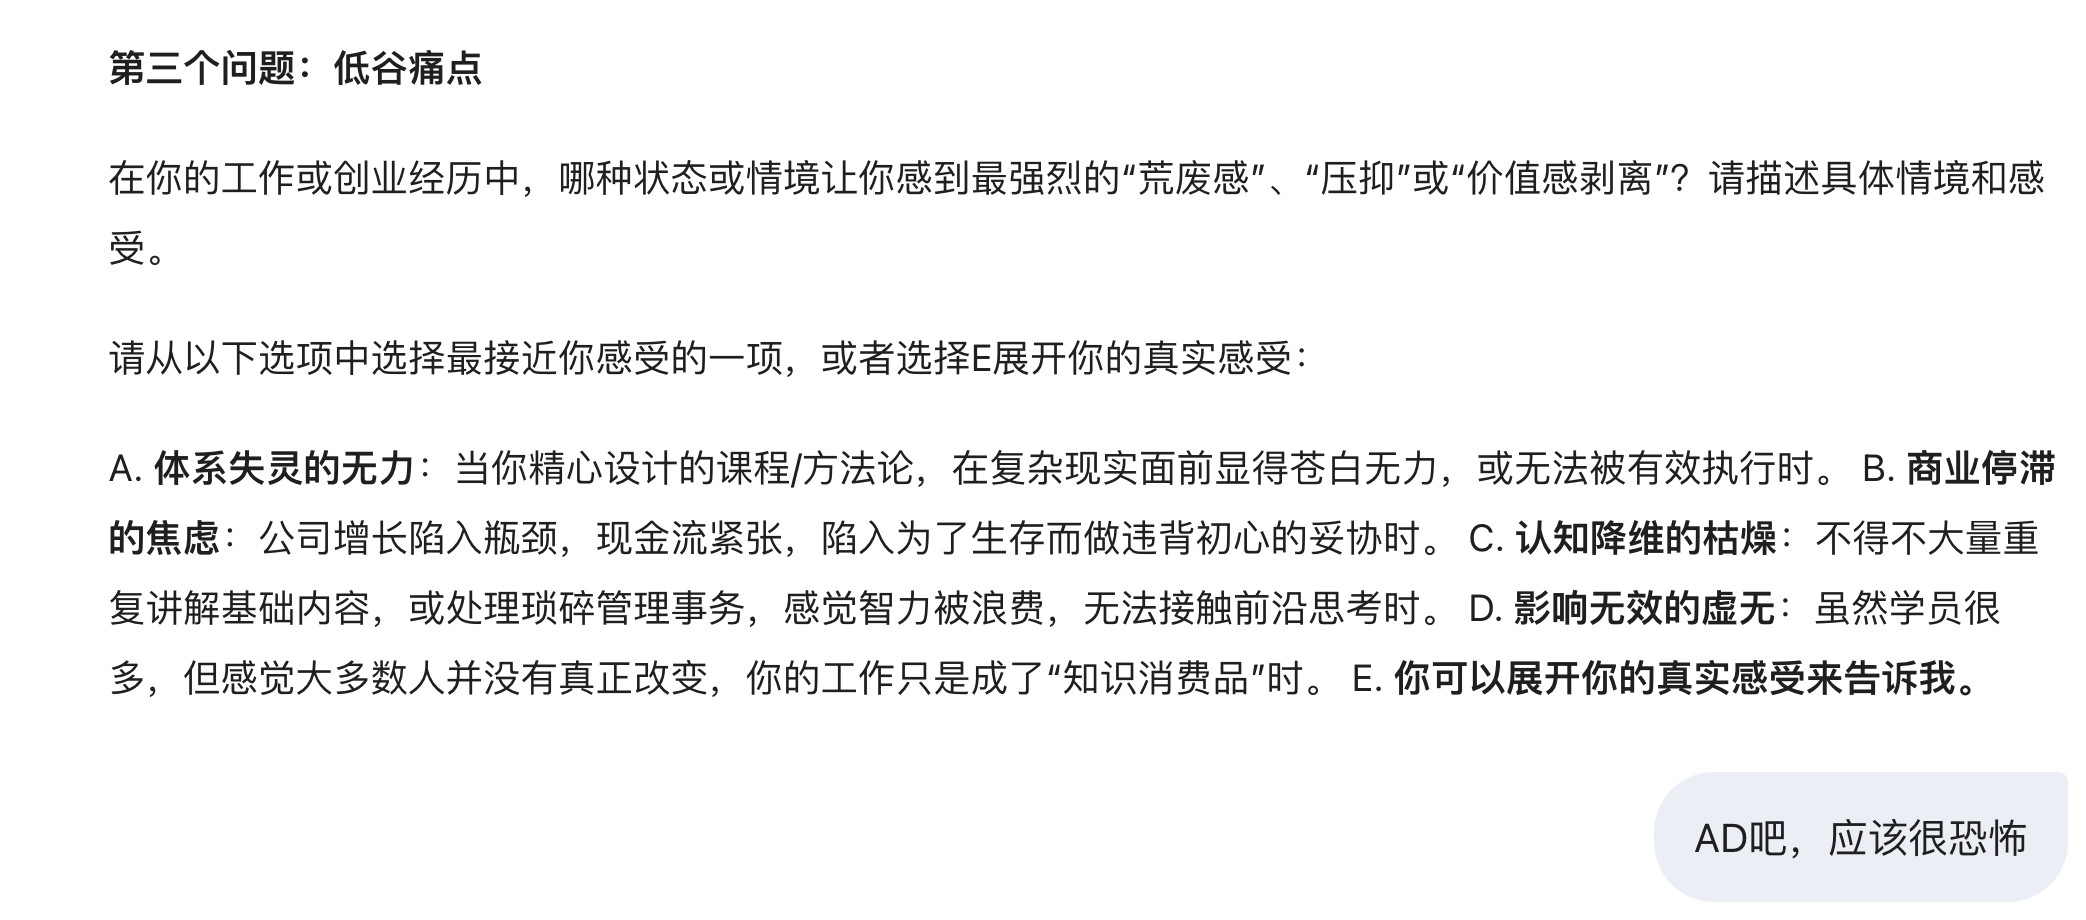 第三个问题：低谷痛点
在你的工作或创业经历中，哪种状态或情境让你感到最强烈的“荒废感”、“压抑”或“价值感剥离”？请描述具体情境和感
受。
请从以下选项中选择最接近你感受的一项，或者选择E展开你的真实感受：
A. 体系失灵的无力：当你精心设计的课程/方法论，在复杂现实面前显得苍白无力，或无法被有效执行时。 B. 商业停滞
的焦虑：公司增长陷入瓶颈，现金流紧张，陷入为了生存而做违背初心的妥协时。 C. 认知降维的枯燥：不得不大量重
复讲解基础内容，或处理琐碎管理事务，感觉智力被浪费，无法接触前沿思考时。 D. 影响无效的虚无：虽然学员很
多，但感觉大多数人并没有真正改变，你的工作只是成了“知识消费品”时。 E. 你可以展开你的真实感受来告诉我。
AD吧，应该很恐怖